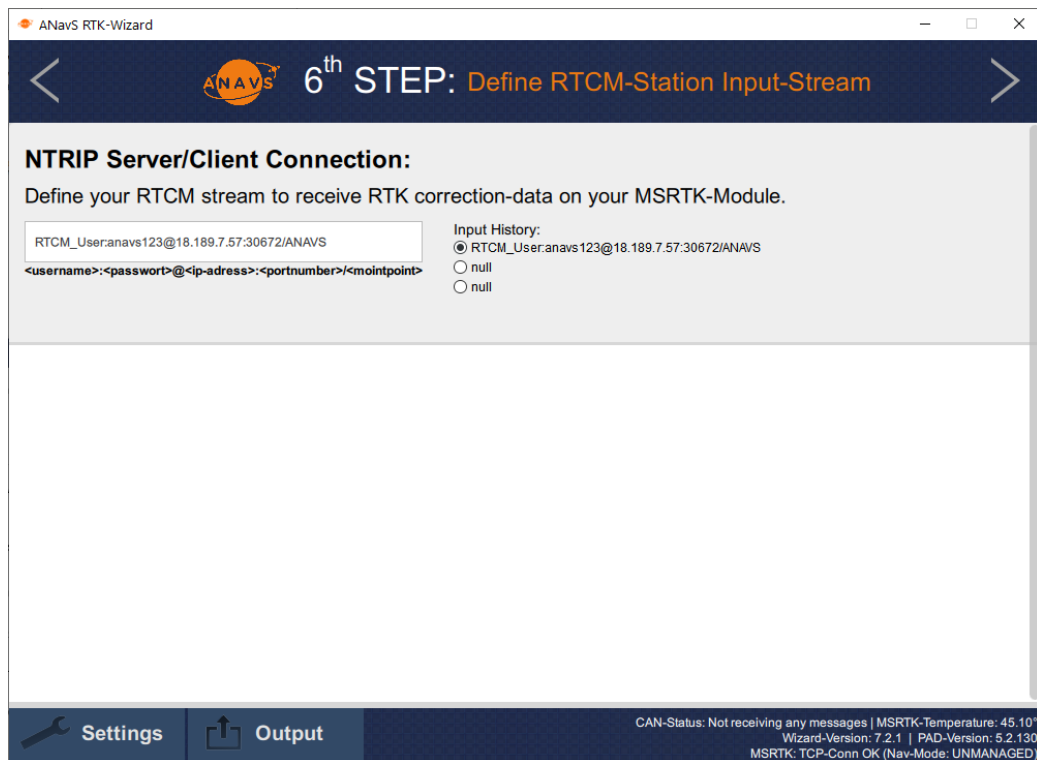 ANavS RTK-Wizard
ANAVS
6th STEP: Define RTCM-Station Input-Stream
NTRIP Server/Client Connection:
Define your RTCM stream to receive RTK correction-data on your MSRTK-Module.
RTCM_User:anavs123@18.189.7.57:30672/ANAVS
<username>:<passwort>@<ip-adress>:<portnumber>/<mointpoint>
Input History:
RTCM_User:anavs123@18.189.7.57:30672/ANAVS
null
null
Settings
Output
CAN-Status: Not receiving any messages | MSRTK-Temperature: 45.10°
Wizard-Version: 7.2.1 | PAD-Version: 5.2.130
MSRTK: TCP-Conn OK (Nav-Mode: UNMANAGED)